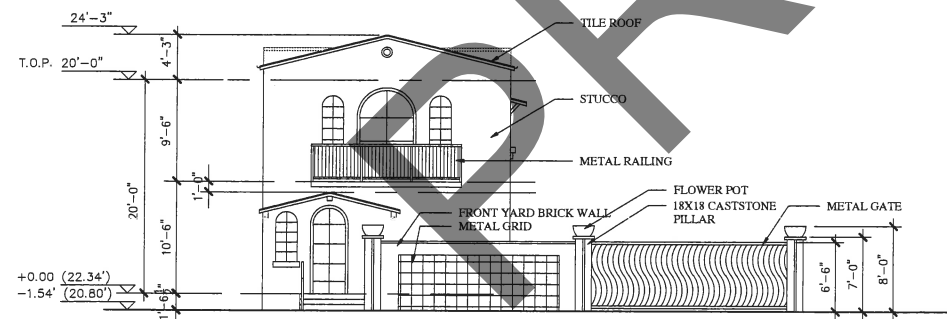 24'-3"
TILE ROOF
4'-3"
T.O.P. 20'-0"
STUCCO
9'-6"
METAL RAILING
1'-0"
20'-0"
FLOWER POT
18X18 CASTSTONE
PILLAR
METAL GATE
FRONT YARD BRICK WALL
METAL GRID
10'-6"
6'-6"
7'-0"
8'-0"
+0.00 (22.34')
-1.54' (20.80')
1'-6"